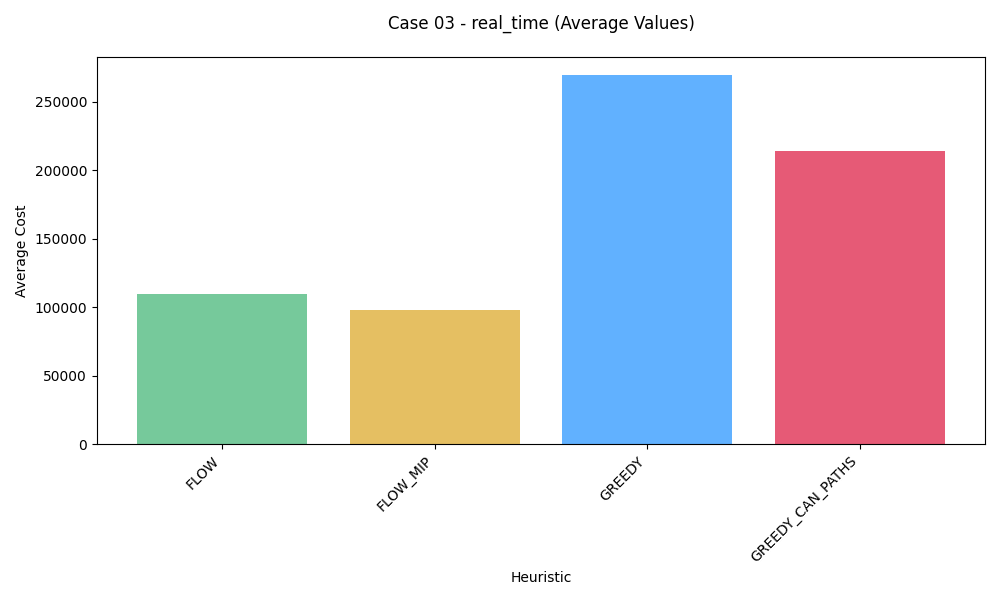 Case 03 - real_time (Average Values)
Average Cost
250000
200000
150000
100000
50000
0
FLOW
FLOW_MIP
GREEDY
GREEDY_CAN_PATHS
Heuristic